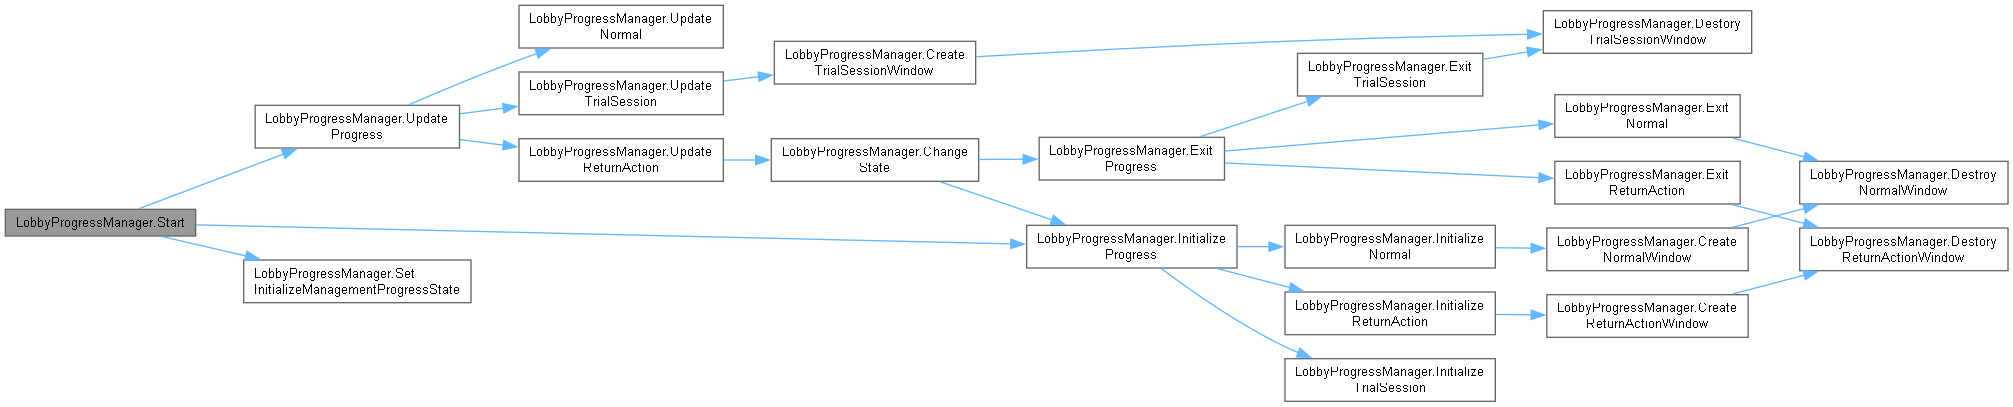 LobbyProgressManager.Start
LobbyProgressManager.Update
Progress
LobbyProgressManager.Set
InitializeManagementProgressState
LobbyProgressManager.Update
Normal
LobbyProgressManager.Update
TrialSession
LobbyProgressManager.Update
ReturnAction
LobbyProgressManager.Create
TrialSessionWindow
LobbyProgressManager.Change
State
LobbyProgressManager.Exit
Progress
LobbyProgressManager.Initialize
Progress
LobbyProgressManager.Exit
TrialSession
LobbyProgressManager.Initialize
Normal
LobbyProgressManager.Initialize
ReturnAction
LobbyProgressManager.Initialize
TrialSession
LobbyProgressManager.Destory
TrialSessionWindow
LobbyProgressManager.Exit
Normal
LobbyProgressManager.Exit
ReturnAction
LobbyProgressManager.Create
NormalWindow
LobbyProgressManager.Create
ReturnActionWindow
LobbyProgressManager.Destroy
NormalWindow
LobbyProgressManager.Destory
ReturnActionWindow